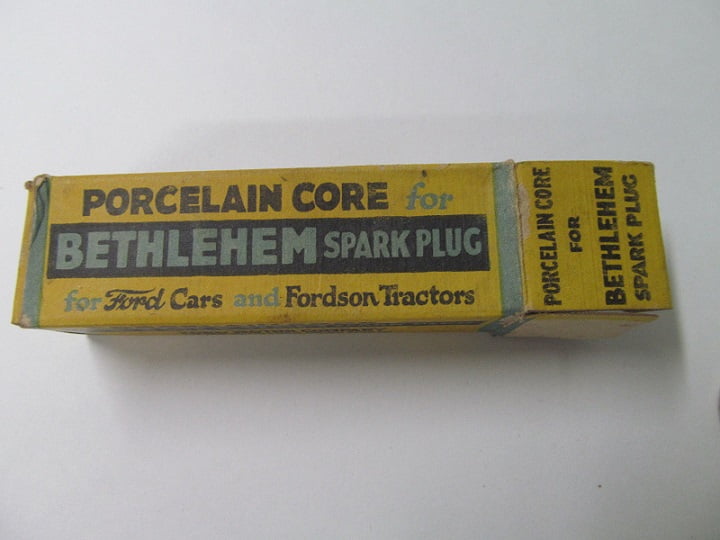 PORCELAIN CORE for
BETHLEHEM SPARK PLUG
for Ford Cars and Fordson Tractors
PORCELAIN CORE
FOR
BETHLEHEM
SPARK PLUG